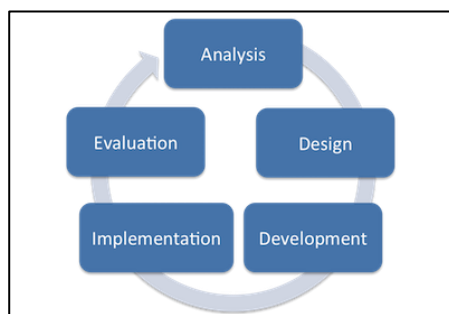 Analysis
Design
Development
Implementation
Evaluation